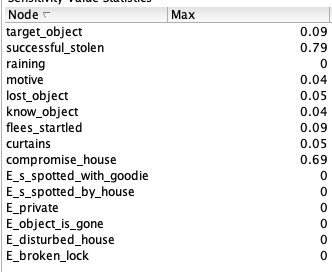 Sensitivity Value Statistics
Node Max
target_object 0.09
successful_stolen 0.79
raining 0
motive 0.04
lost_object 0.05
know_object 0.04
flees_startled 0.09
curtains 0.05
compromise_house 0.69
E_s_spotted_with_goodie 0
E_s_spotted_by_house 0
E_private 0
E_object_is_gone 0
E_disturbed_house 0
E_broken_lock 0